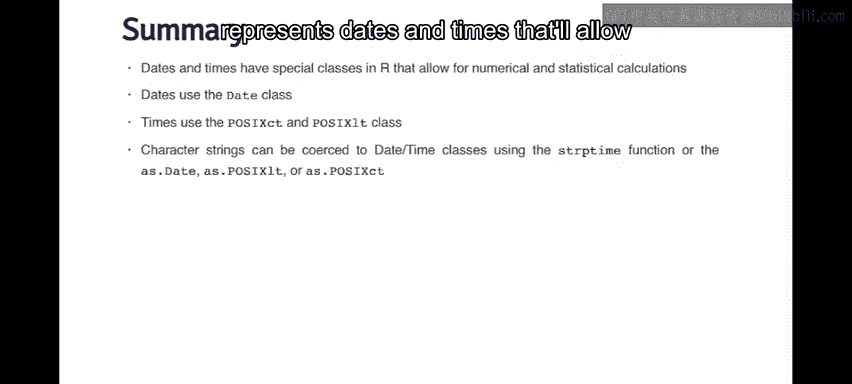 Summary
represents dates and times that'll allow
· Dates and times have special classes in R that allow for numerical and statistical calculations
· Dates use the Date class
· Times use the POSIXct and POSIXlt class
· Character strings can be coerced to Date/Time classes using the strptime function or the
as.Date, as.POSIXlt, or as.POSIXct